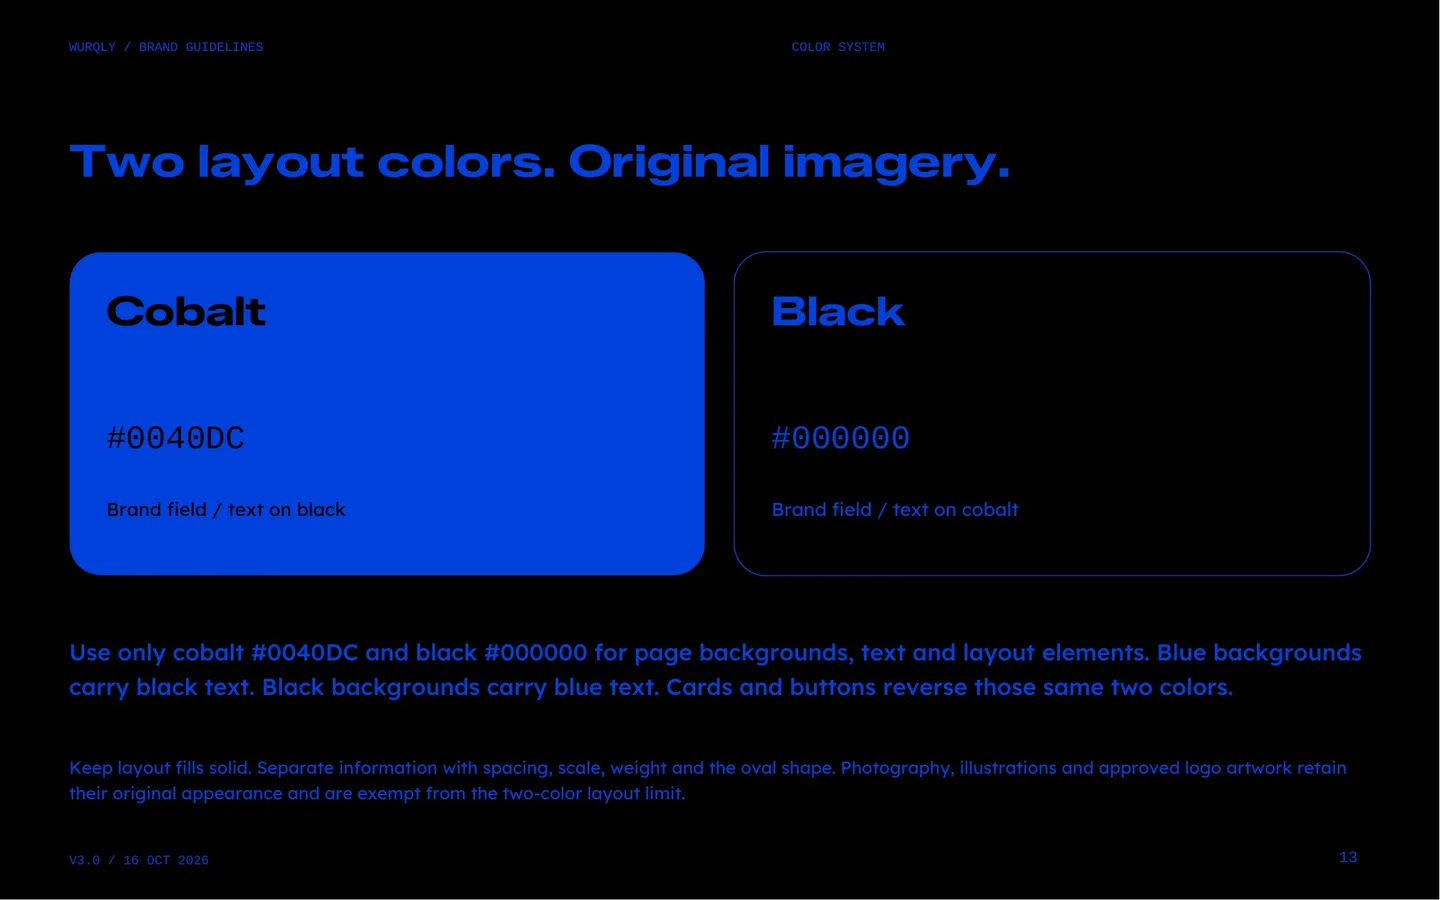 WURQLY / BRAND GUIDELINES
COLOR SYSTEM
Two layout colors. Original imagery.
Cobalt
#0040DC
Brand field / text on black
Black
#000000
Brand field / text on cobalt
Use only cobalt #0040DC and black #000000 for page backgrounds, text and layout elements. Blue backgrounds
carry black text. Black backgrounds carry blue text. Cards and buttons reverse those same two colors.
Keep layout fills solid. Separate information with spacing, scale, weight and the oval shape. Photography, illustrations and approved logo artwork retain
their original appearance and are exempt from the two-color layout limit.
V3.0 / 16 OCT 2026
13